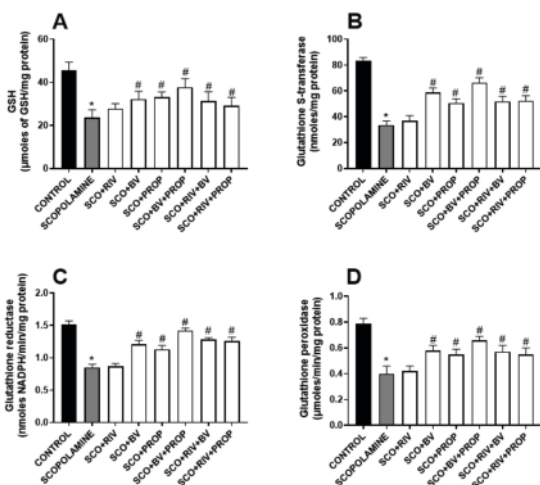 A
GSH
(µmoles of GSH/mg protein)
60
40
20
0
*
#
#
#
#
#
CONTROL
SCOPOLAMINE
SCO+RIV
SCO+BV
SCO+PROP
SCO+BV+PROP
SCO+RIV+BV
SCO+RIV+PROP
B
Glutathione S-transferase
(nmoles/mg protein)
100
80
60
40
20
0
*
#
#
#
#
#
CONTROL
SCOPOLAMINE
SCO+RIV
SCO+BV
SCO+PROP
SCO+BV+PROP
SCO+RIV+BV
SCO+RIV+PROP
C
Glutathione reductase
(nmoles NADPH/min/mg protein)
2.0
1.5
1.0
0.5
0.0
*
#
#
#
#
#
CONTROL
SCOPOLAMINE
SCO+RIV
SCO+BV
SCO+PROP
SCO+BV+PROP
SCO+RIV+BV
SCO+RIV+PROP
D
Glutathione peroxidase
(µmoles/min/mg protein)
1.0
0.8
0.6
0.4
0.2
0.0
*
#
#
#
#
#
CONTROL
SCOPOLAMINE
SCO+RIV
SCO+BV
SCO+PROP
SCO+BV+PROP
SCO+RIV+BV
SCO+RIV+PROP